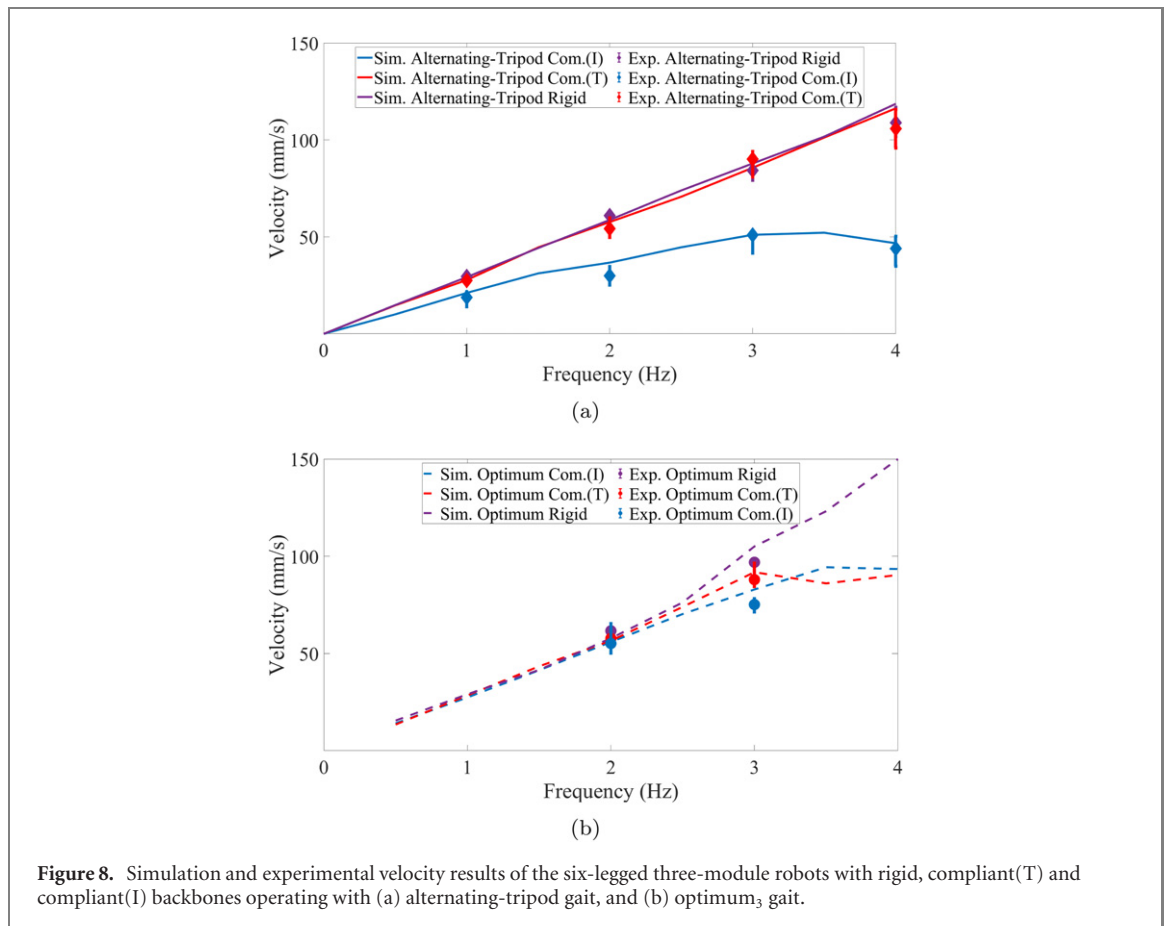 150
Sim. Alternating-Tripod Com.(I)
Exp. Alternating-Tripod Rigid
Sim. Alternating-Tripod Com.(T)
Exp. Alternating-Tripod Com.(I)
Sim. Alternating-Tripod Rigid
Exp. Alternating-Tripod Com.(T)
100
50
Velocity (mm/s)
0 1 2 3 4
Frequency (Hz)
(a)
150
Sim. Optimum Com.(I)
Exp. Optimum Rigid
Sim. Optimum Com.(T)
Exp. Optimum Com.(T)
Sim. Optimum Rigid
Exp. Optimum Com.(I)
100
50
Velocity (mm/s)
0 1 2 3 4
Frequency (Hz)
(b)
Figure 8. Simulation and experimental velocity results of the six-legged three-module robots with rigid, compliant(T) and
compliant(I) backbones operating with (a) alternating-tripod gait, and (b) optimum₃ gait.